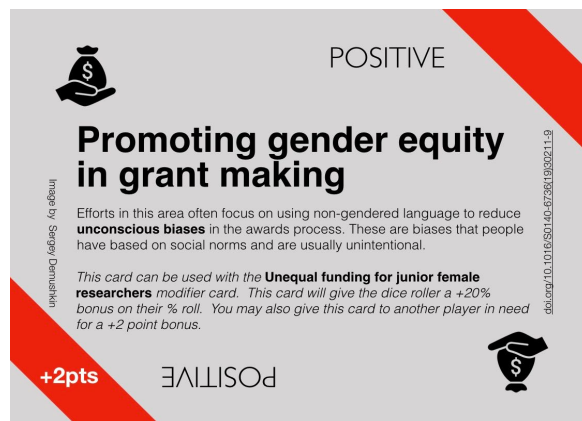 POSITIVE
Promoting gender equity
in grant making
Efforts in this area often focus on using non-gendered language to reduce
unconscious biases in the awards process. These are biases that people
have based on social norms and are usually unintentional.
This card can be used with the Unequal funding for junior female
researchers modifier card. This card will give the dice roller a +20%
bonus on their % roll. You may also give this card to another player in need
for a +2 point bonus.
Image by Sergey Demushkin
doi.org/10.1016/S0140-6736(19)30211-9
+2pts
POSITIVE
$
$